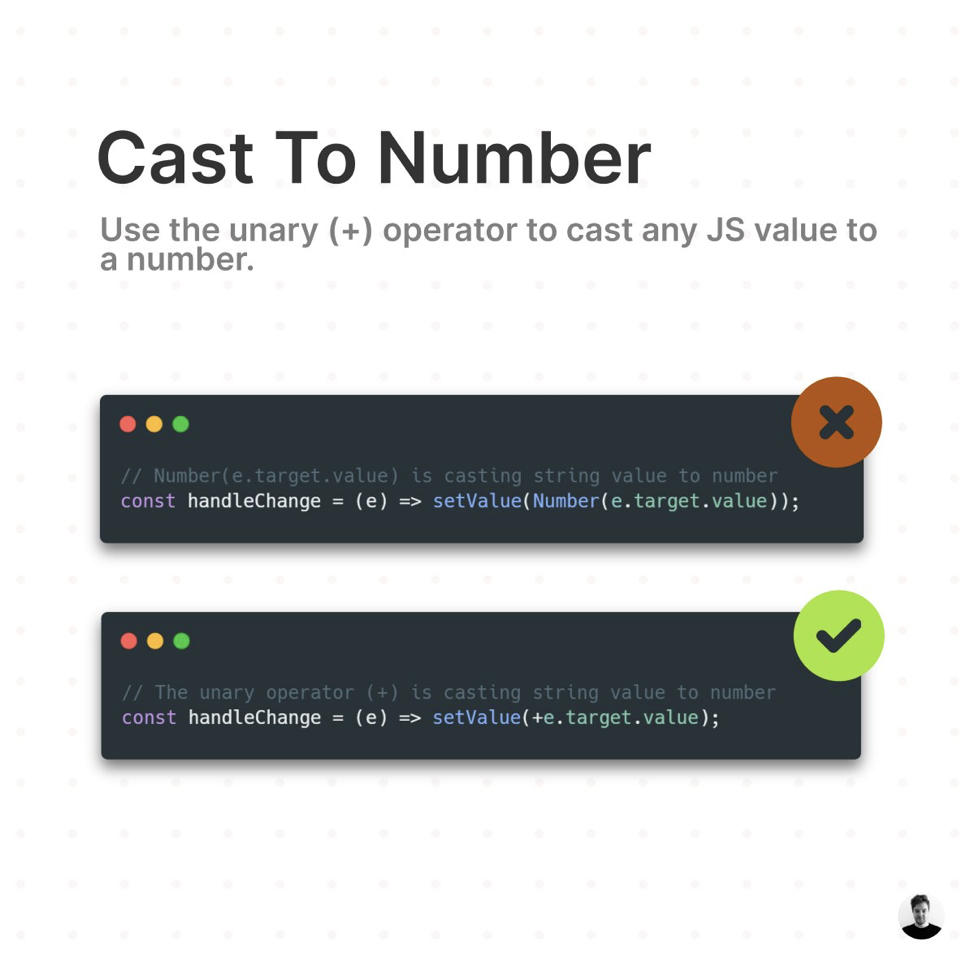 Cast To Number
Use the unary (+) operator to cast any JS value to
a number.
// Number(e.target.value) is casting string value to number
const handleChange = (e) => setValue(Number(e.target.value));
// The unary operator (+) is casting string value to number
const handleChange = (e) => setValue(+e.target.value);